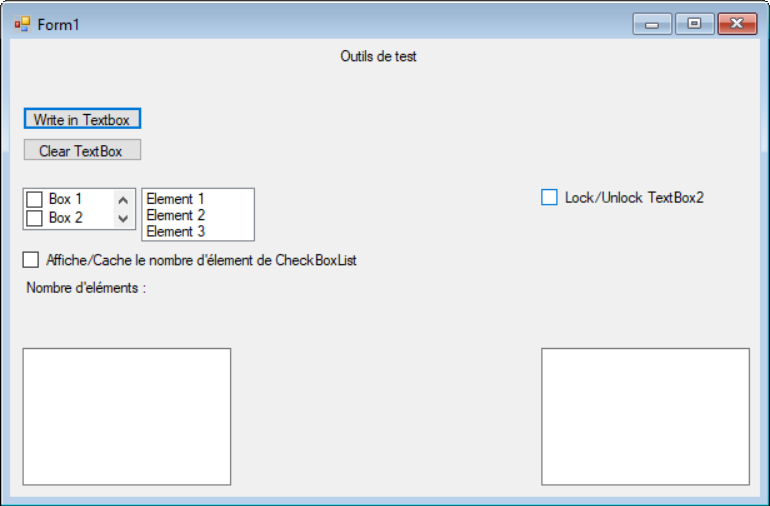 Form1
Outils de test
Write in Textbox
Clear TextBox
Box 1
Box 2
Element 1
Element 2
Element 3
Lock/Unlock TextBox2
Affiche/Cache le nombre d'élement de CheckBoxList
Nombre d'eléments :